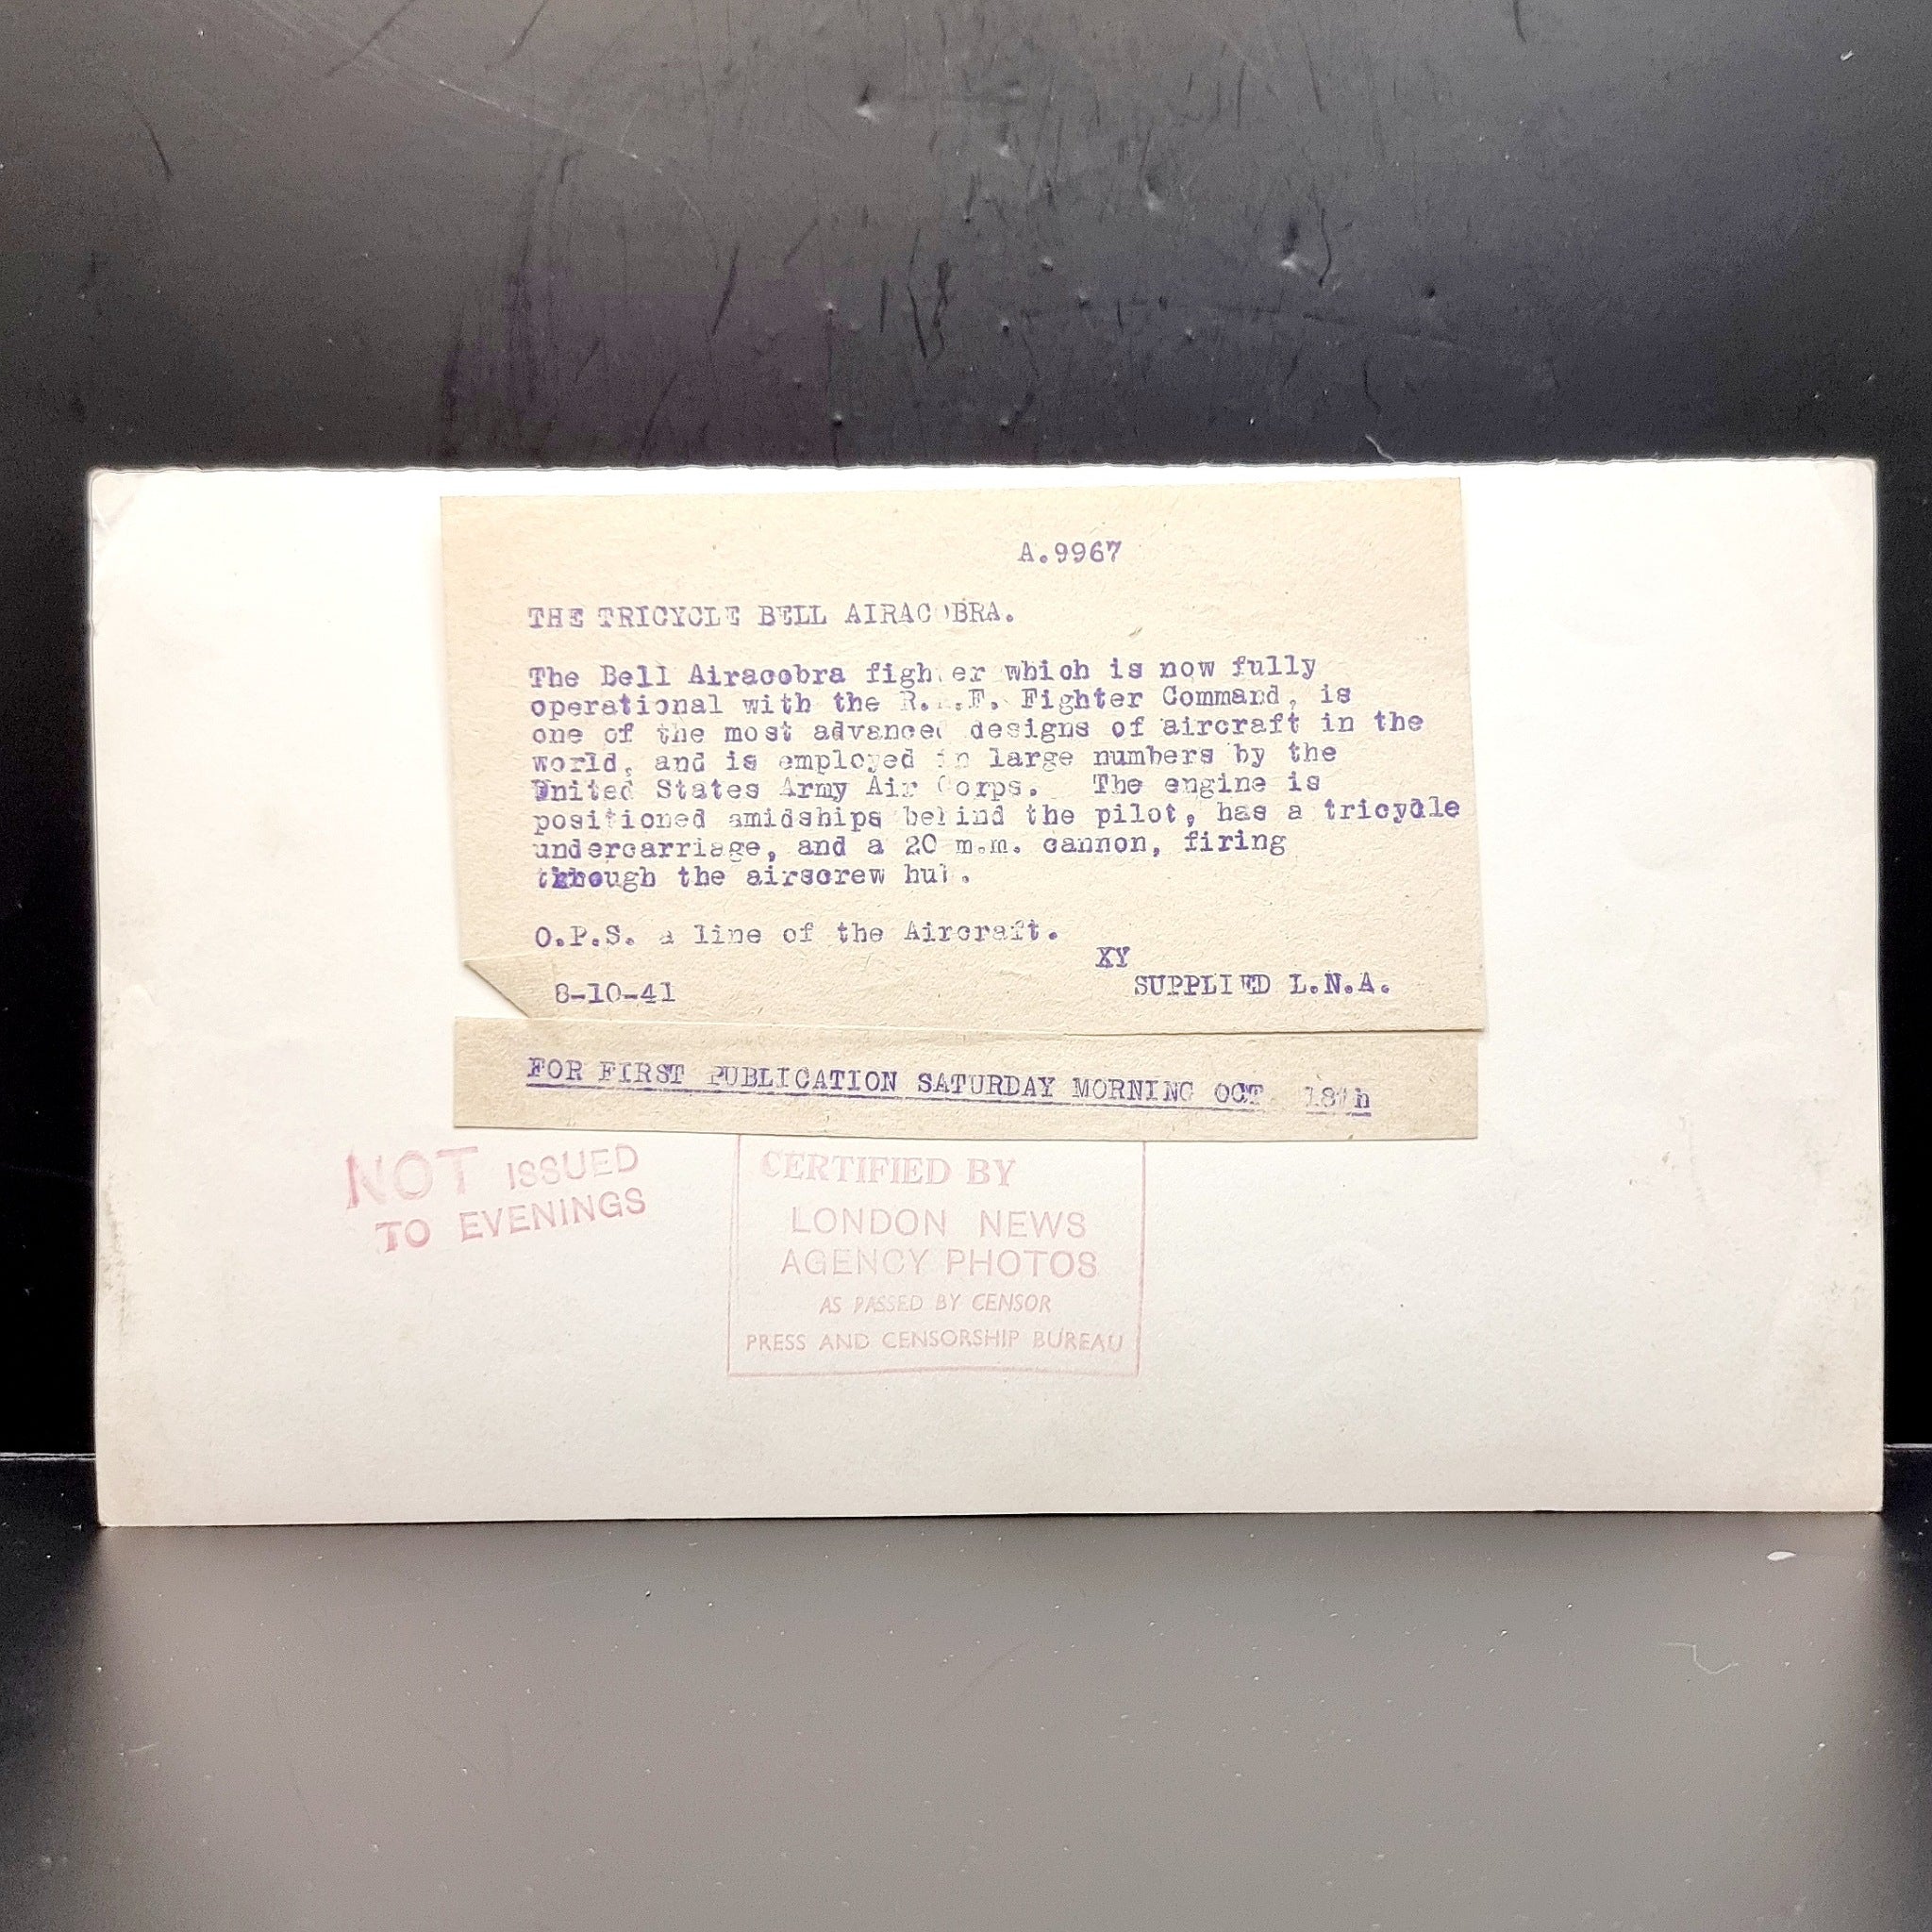 A.9967
THE TRICYCLE BELL AIRACOBRA.
The Bell Airacobra fighter which is now fully
operational with the R.A.F. Fighter Command, is
one of the most advanced designs of aircraft in the
world, and is employed in large numbers by the
United States Army Air Corps. The engine is
positioned amidships behind the pilot, has a tricycle
undercarriage, and a 20 m.m. cannon, firing
through the airscrew hub.
O.P.S. a line of the Aircraft.
XY
8-10-41 SUPPLIED L.N.A.
FOR FIRST PUBLICATION SATURDAY MORNING OCT. 18th
NOT ISSUED
TO EVENINGS
CERTIFIED BY
LONDON NEWS
AGENCY PHOTOS
AS PASSED BY CENSOR
PRESS AND CENSORSHIP BUREAU